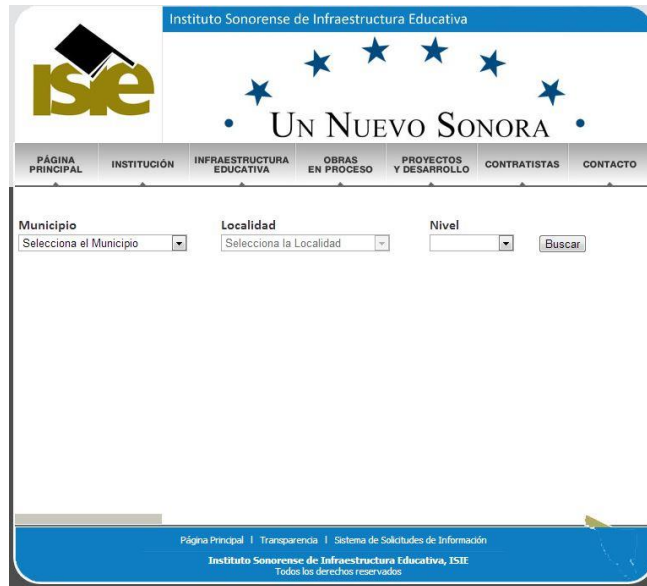 Instituto Sonorense de Infraestructura Educativa
ISIE
• UN NUEVO SONORA •
PÁGINA PRINCIPAL
INSTITUCIÓN
INFRAESTRUCTURA EDUCATIVA
OBRAS EN PROCESO
PROYECTOS Y DESARROLLO
CONTRATISTAS
CONTACTO
Municipio Localidad Nivel
Selecciona el Municipio Selecciona la Localidad Buscar
Página Principal | Transparencia | Sistema de Solicitudes de Información
Instituto Sonorense de Infraestructura Educativa, ISIE
Todos los derechos reservados